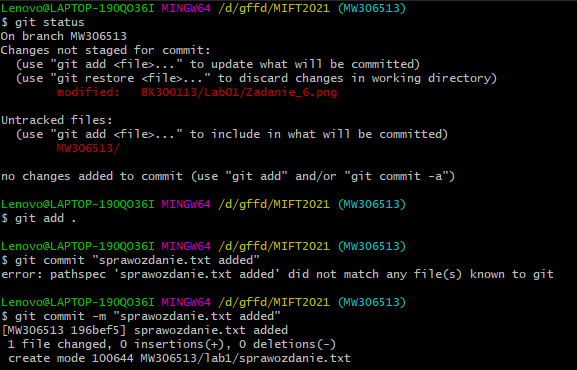 Lenovo@LAPTOP-190QO36I MINGW64 /d/gffd/MIFT2021 (MW306513)
$ git status
On branch MW306513
Changes not staged for commit:
  (use "git add <file>..." to update what will be committed)
  (use "git restore <file>..." to discard changes in working directory)
        modified:   BK300113/Lab01/Zadanie_6.png

Untracked files:
  (use "git add <file>..." to include in what will be committed)
        MW306513/

no changes added to commit (use "git add" and/or "git commit -a")

Lenovo@LAPTOP-190QO36I MINGW64 /d/gffd/MIFT2021 (MW306513)
$ git add .

Lenovo@LAPTOP-190QO36I MINGW64 /d/gffd/MIFT2021 (MW306513)
$ git commit "sprawozdanie.txt added"
error: pathspec 'sprawozdanie.txt added' did not match any file(s) known to git

Lenovo@LAPTOP-190QO36I MINGW64 /d/gffd/MIFT2021 (MW306513)
$ git commit -m "sprawozdanie.txt added"
[MW306513 196bef5] sprawozdanie.txt added
 1 file changed, 0 insertions(+), 0 deletions(-)
 create mode 100644 MW306513/lab1/sprawozdanie.txt